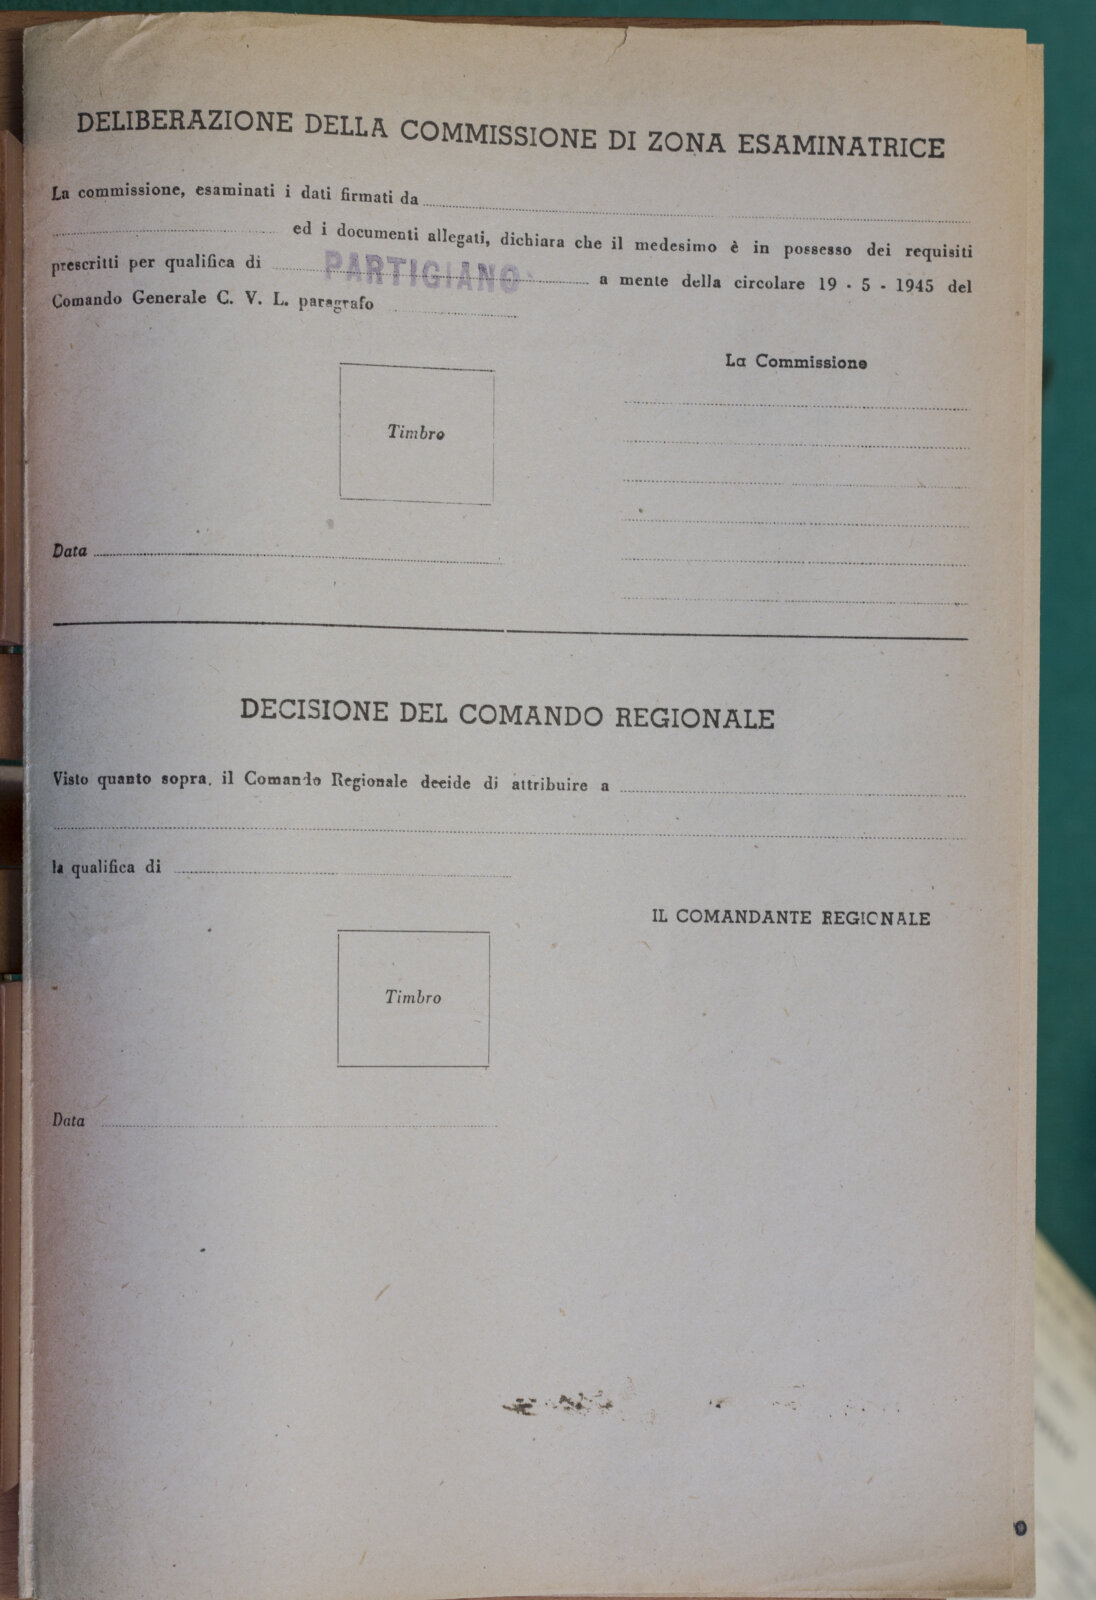 DELIBERAZIONE DELLA COMMISSIONE DI ZONA ESAMINATRICE
La commissione, esaminati i dati firmati da
ed i documenti allegati, dichiara che il medesimo è in possesso dei requisiti
prescritti per qualifica di PARTIGIANO a mente della circolare 19 - 5 - 1945 del
Comando Generale C. V. L. paragrafo
La Commissione
Timbro
Data
DECISIONE DEL COMANDO REGIONALE
Visto quanto sopra, il Comando Regionale decide di attribuire a
la qualifica di
IL COMANDANTE REGIONALE
Timbro
Data